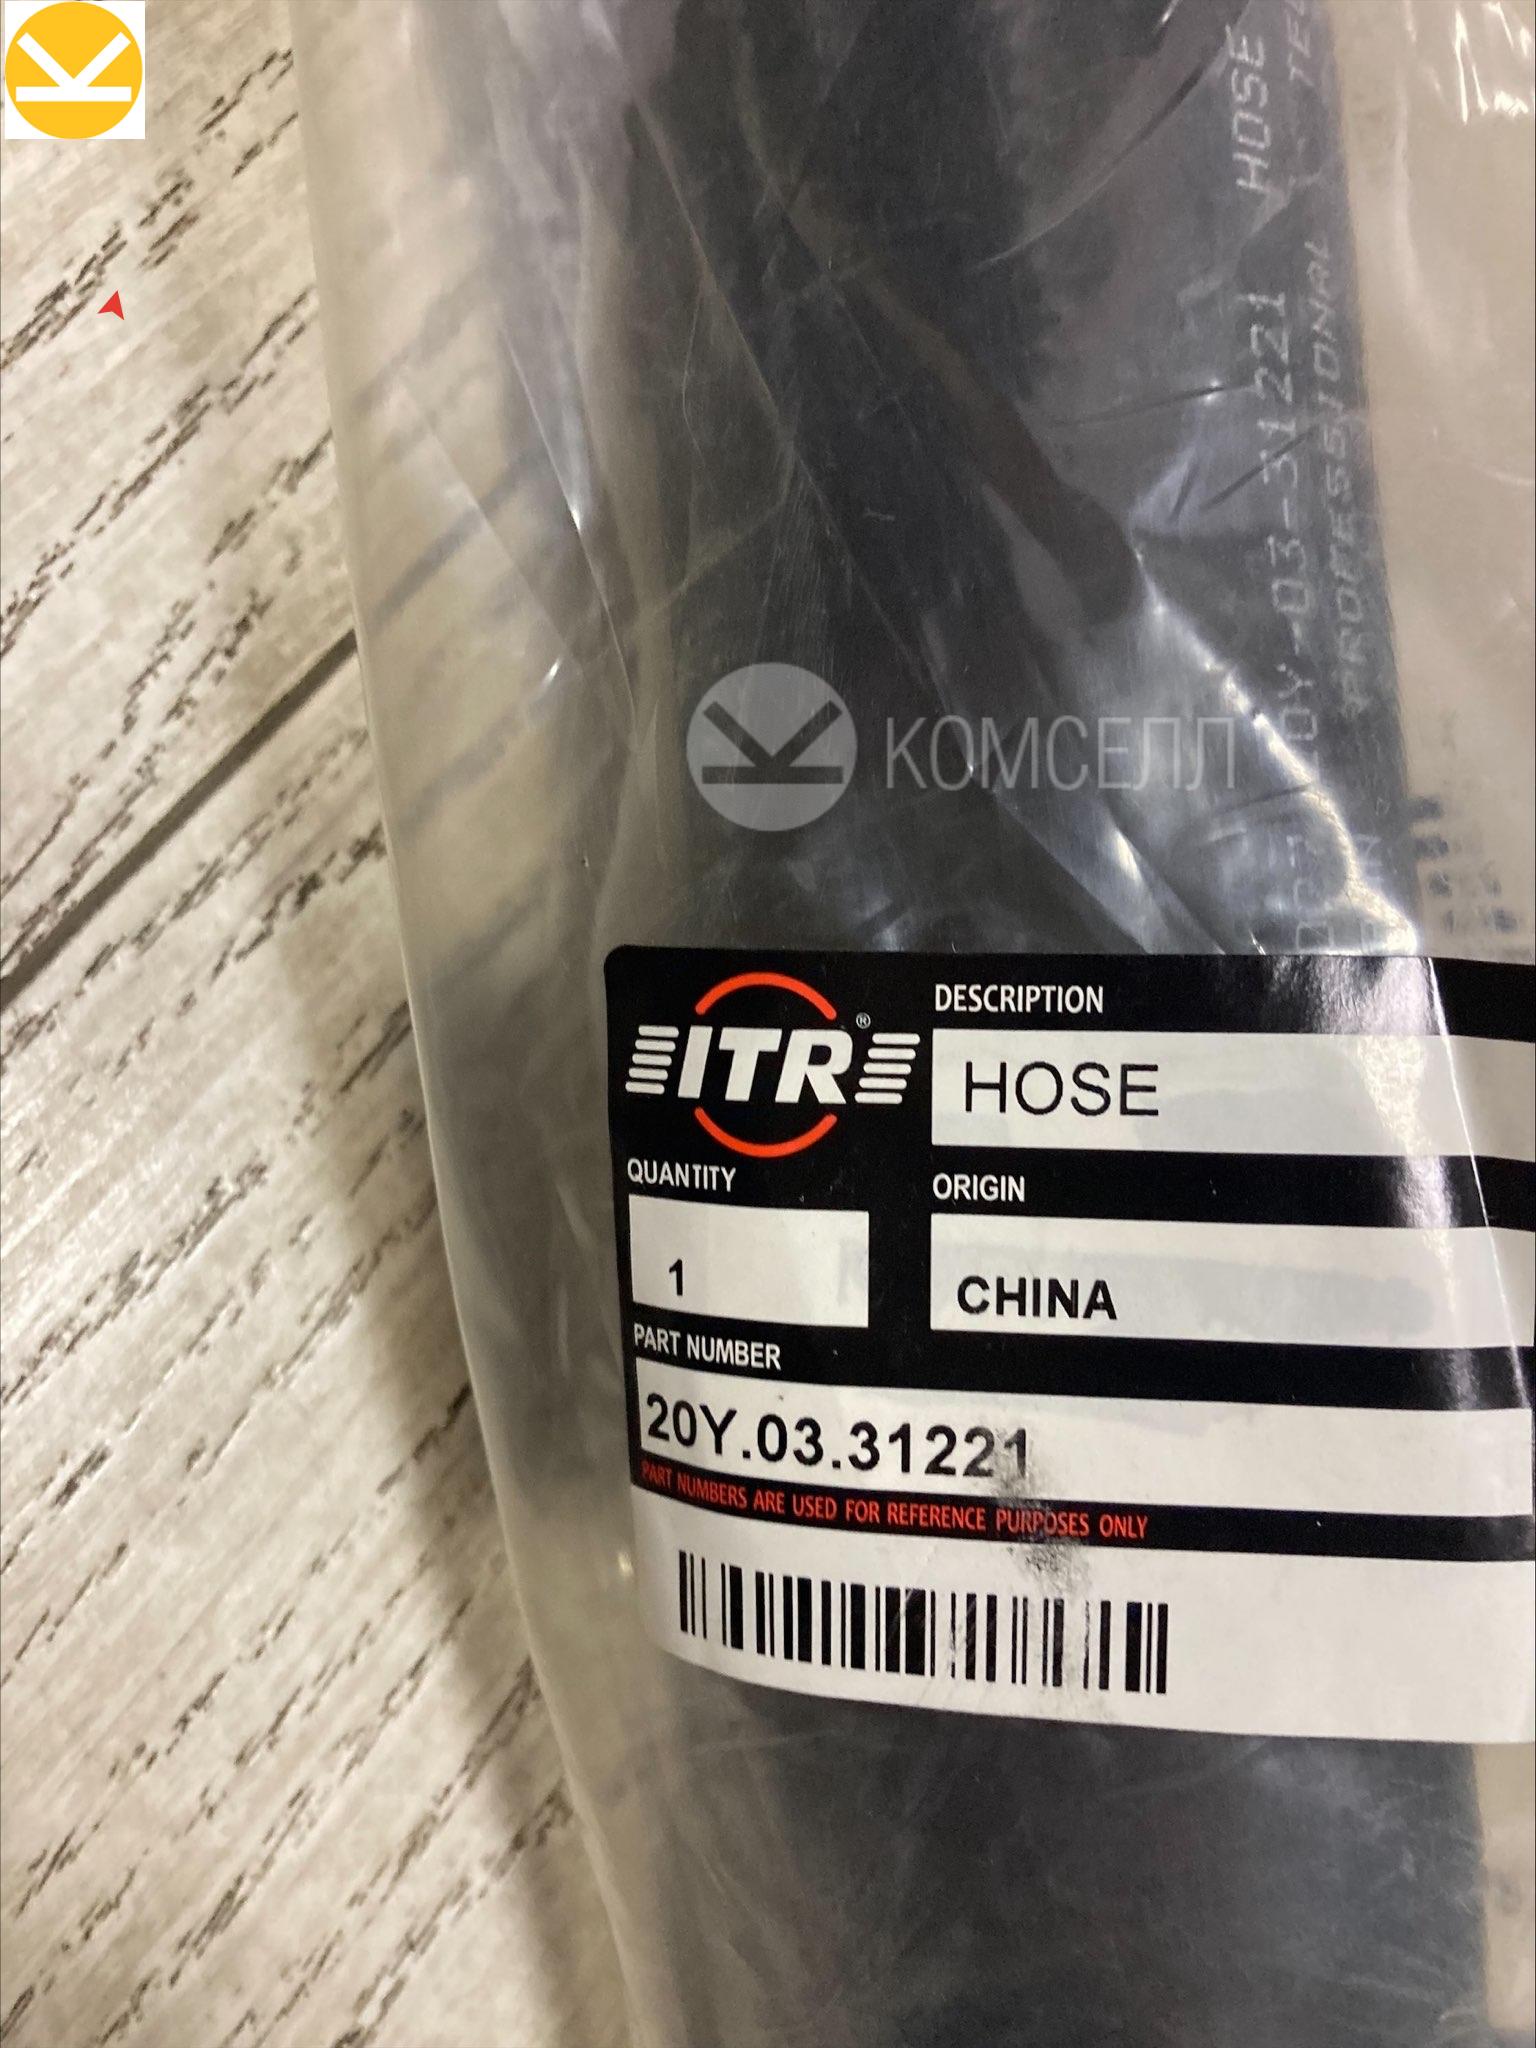 HOSE
20Y-03-31221
PROFESSIONAL
КОМСЕЛЛ
ITR®
DESCRIPTION
HOSE
QUANTITY
1
ORIGIN
CHINA
PART NUMBER
20Y.03.31221
PART NUMBERS ARE USED FOR REFERENCE PURPOSES ONLY